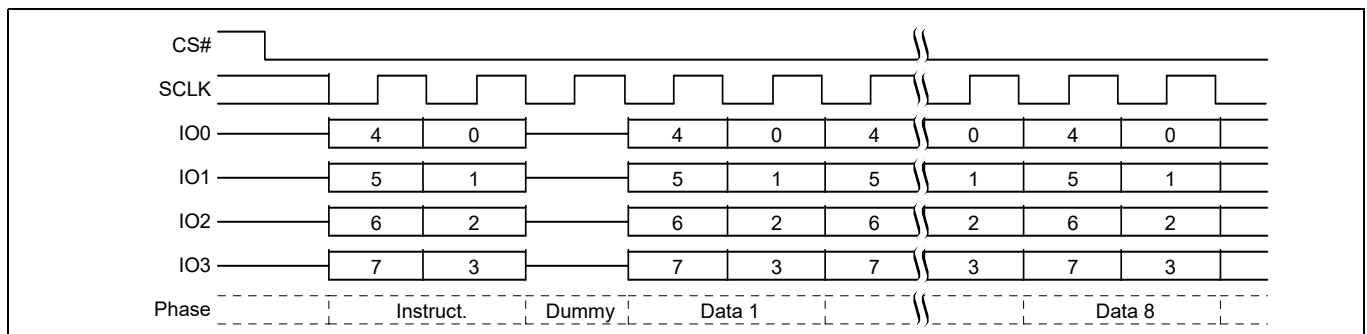 CS#
SCLK
IO0 4 0 4 0 4 0 4 0
IO1 5 1 5 1 5 1 5 1
IO2 6 2 6 2 6 2 6 2
IO3 7 3 7 3 7 3 7 3
Phase Instruct. Dummy Data 1 Data 8